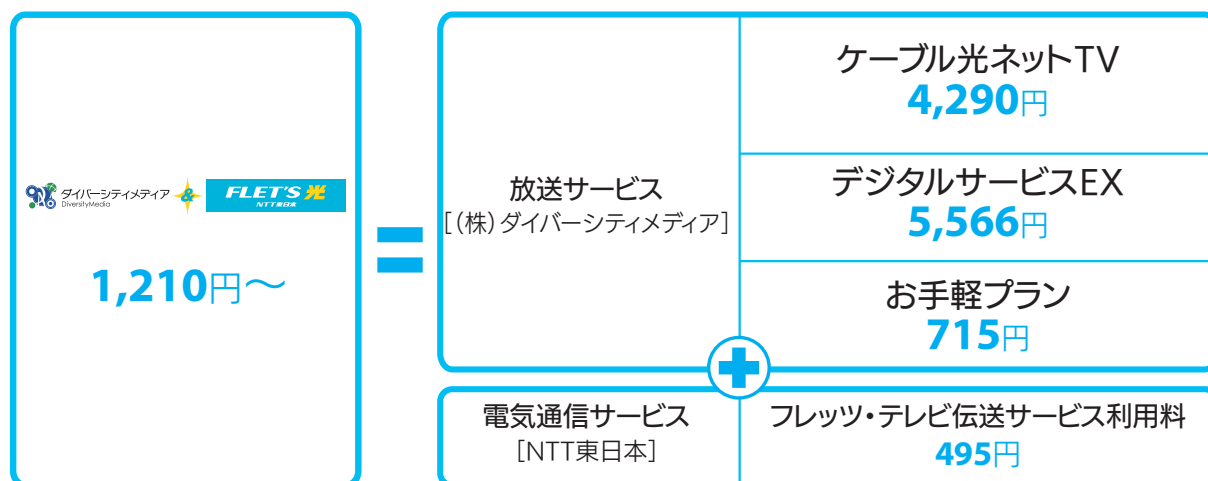 ダイバーシティメディア
DiversityMedia
&
FLET'S 光
NTT東日本
1,210円〜
=
放送サービス
[(株)ダイバーシティメディア]
ケーブル光ネットTV
4,290円
デジタルサービスEX
5,566円
お手軽プラン
715円
+
電気通信サービス
[NTT東日本]
フレッツ・テレビ伝送サービス利用料
495円